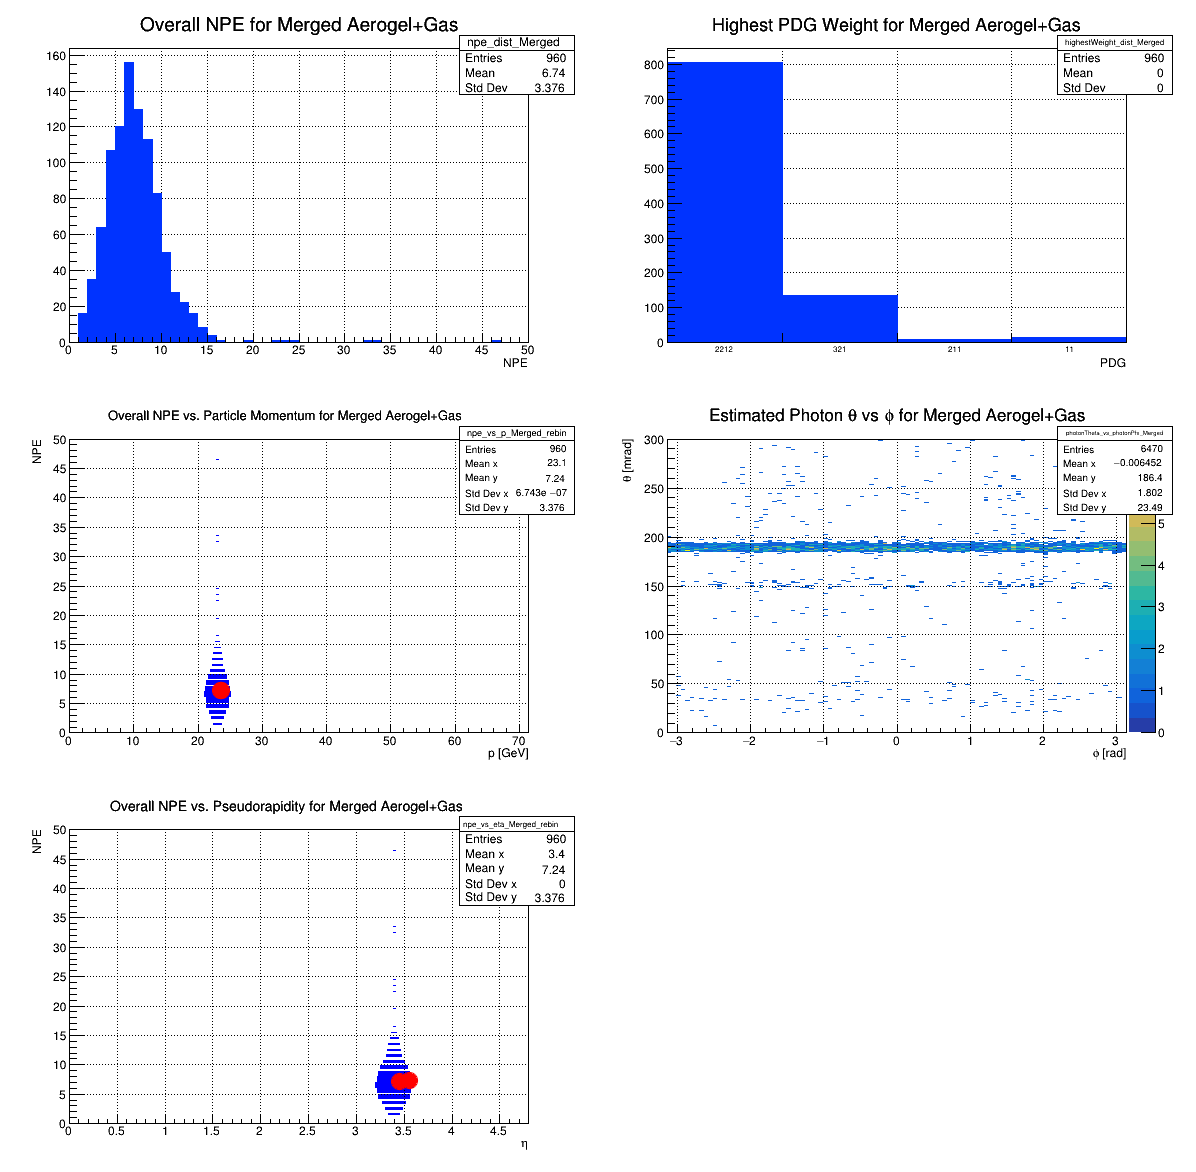 Overall NPE for Merged Aerogel+Gas
npe_dist_Merged
Entries 960
Mean 6.74
Std Dev 3.376
160
140
120
100
80
60
40
20
0
0 5 10 15 20 25 30 35 40 45 50
NPE
Highest PDG Weight for Merged Aerogel+Gas
highestWeight_dist_Merged
Entries 960
Mean 0
Std Dev 0
800
700
600
500
400
300
200
100
0
2212 321 211 11
PDG
Overall NPE vs. Particle Momentum for Merged Aerogel+Gas
npe_vs_p_Merged_rebin
Entries 960
Mean x 23.1
Mean y 7.24
Std Dev x 6.743e −07
Std Dev y 3.376
NPE
50
45
40
35
30
25
20
15
10
5
0
0 10 20 30 40 50 60 70
p [GeV]
Estimated Photon θ vs ϕ for Merged Aerogel+Gas
photonTheta_vs_photonPhi_Merged
Entries 6470
Mean x −0.006452
Mean y 186.4
Std Dev x 1.802
Std Dev y 23.49
θ [mrad]
300
250
200
150
100
50
0
−3 −2 −1 0 1 2 3
ϕ [rad]
5
4
3
2
1
0
Overall NPE vs. Pseudorapidity for Merged Aerogel+Gas
npe_vs_eta_Merged_rebin
Entries 960
Mean x 3.4
Mean y 7.24
Std Dev x 0
Std Dev y 3.376
NPE
50
45
40
35
30
25
20
15
10
5
0
0 0.5 1 1.5 2 2.5 3 3.5 4 4.5
η